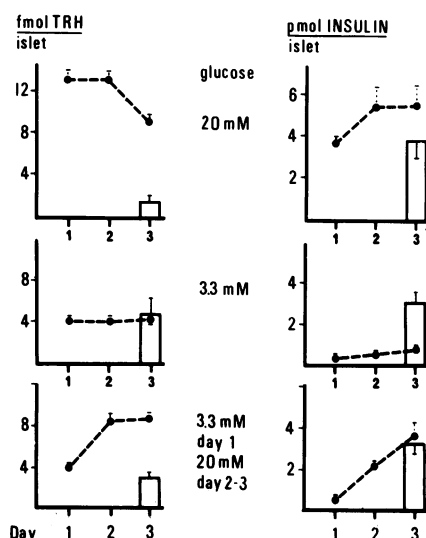 fmol TRH
islet
pmol INSULIN
islet
glucose
20 mM
12
8
4
1 2 3
6
4
2
1 2 3
3.3 mM
8
4
1 2 3
4
2
1 2 3
3.3 mM
day 1
20 mM
day 2-3
8
4
Day 1 2 3
4
2
1 2 3